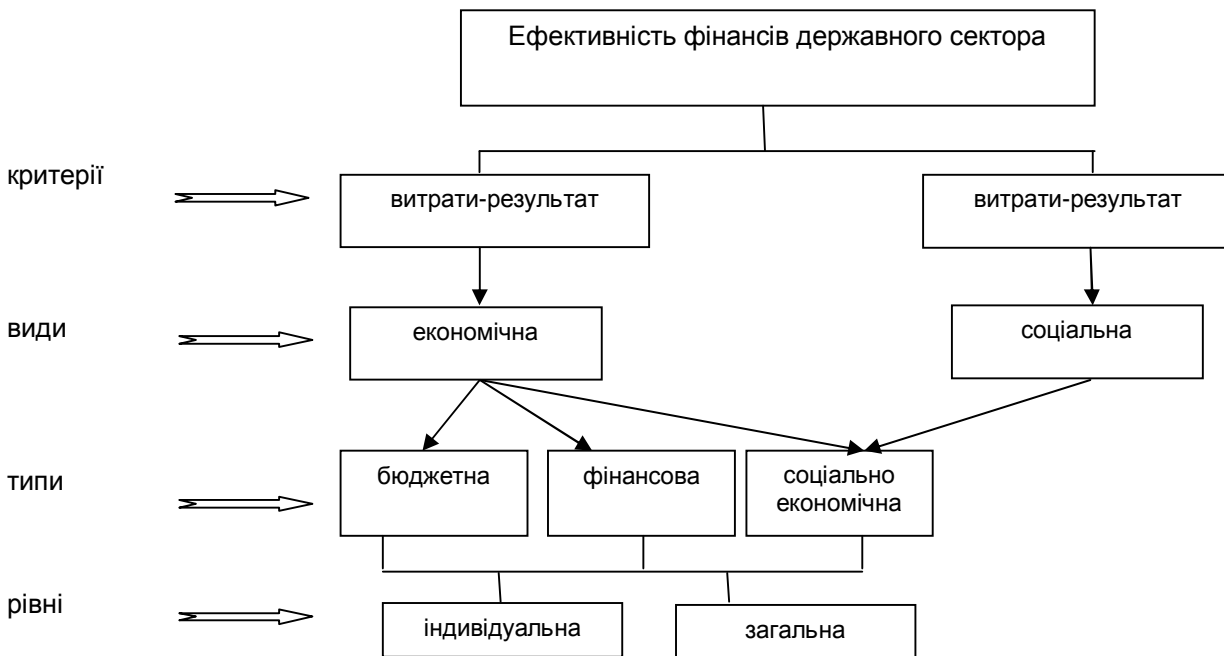 Ефективність фінансів державного сектора
критерії
витрати-результат
витрати-результат
види
економічна
соціальна
типи
бюджетна
фінансова
соціально
економічна
рівні
індивідуальна
загальна